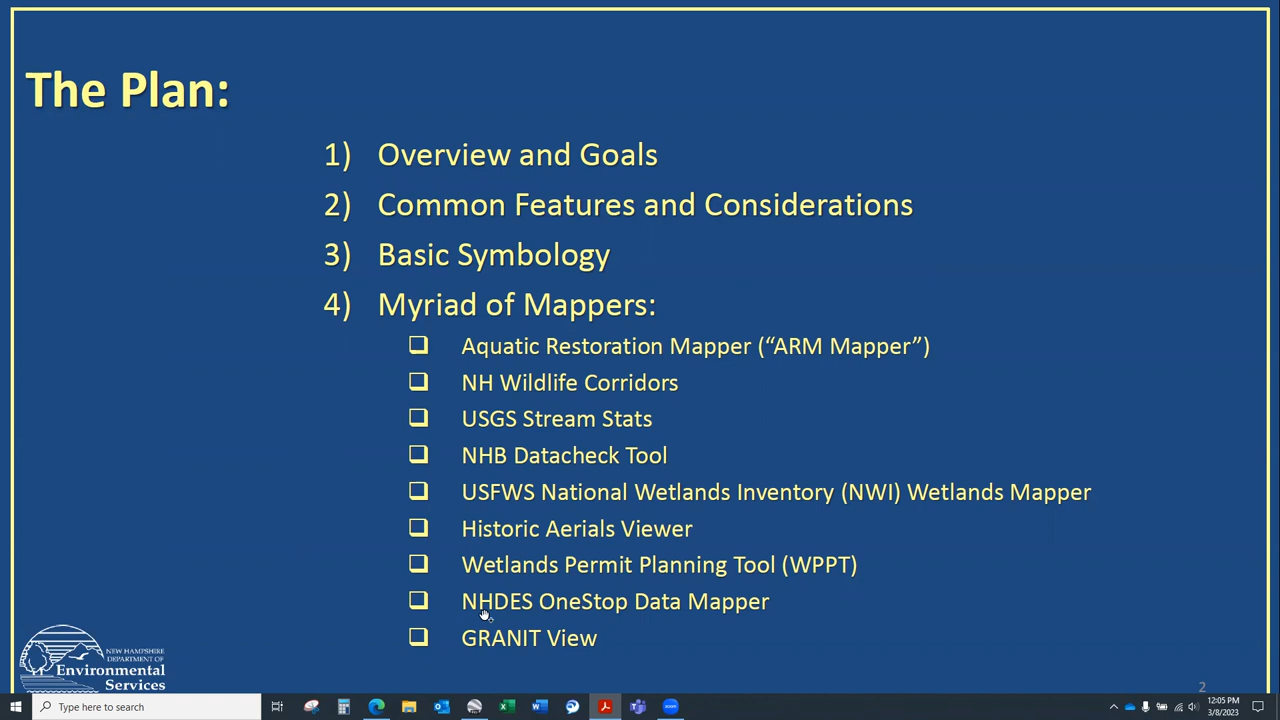 The Plan:
1) Overview and Goals
2) Common Features and Considerations
3) Basic Symbology
4) Myriad of Mappers:
❑ Aquatic Restoration Mapper (“ARM Mapper”)
❑ NH Wildlife Corridors
❑ USGS Stream Stats
❑ NHB Datacheck Tool
❑ USFWS National Wetlands Inventory (NWI) Wetlands Mapper
❑ Historic Aerials Viewer
❑ Wetlands Permit Planning Tool (WPPT)
❑ NHDES OneStop Data Mapper
❑ GRANIT View
NEW HAMPSHIRE
DEPARTMENT OF
Environmental
Services
2
Type here to search
12:05 PM
3/8/2023